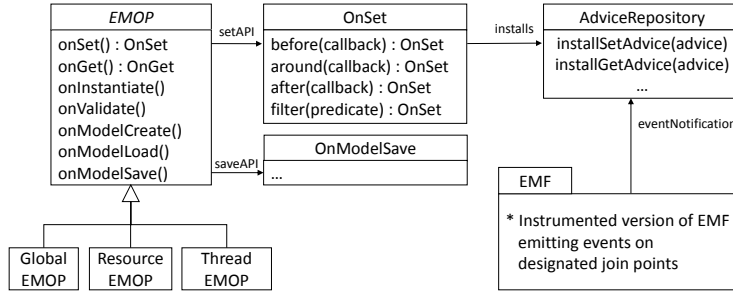 EMOP
onSet() : OnSet
onGet() : OnGet
onInstantiate()
onValidate()
onModelCreate()
onModelLoad()
onModelSave()
setAPI
OnSet
before(callback) : OnSet
around(callback) : OnSet
after(callback) : OnSet
filter(predicate) : OnSet
installs
AdviceRepository
installSetAdvice(advice)
installGetAdvice(advice)
...
eventNotification
saveAPI
OnModelSave
...
EMF
* Instrumented version of EMF
emitting events on
designated join points
Global
EMOP
Resource
EMOP
Thread
EMOP